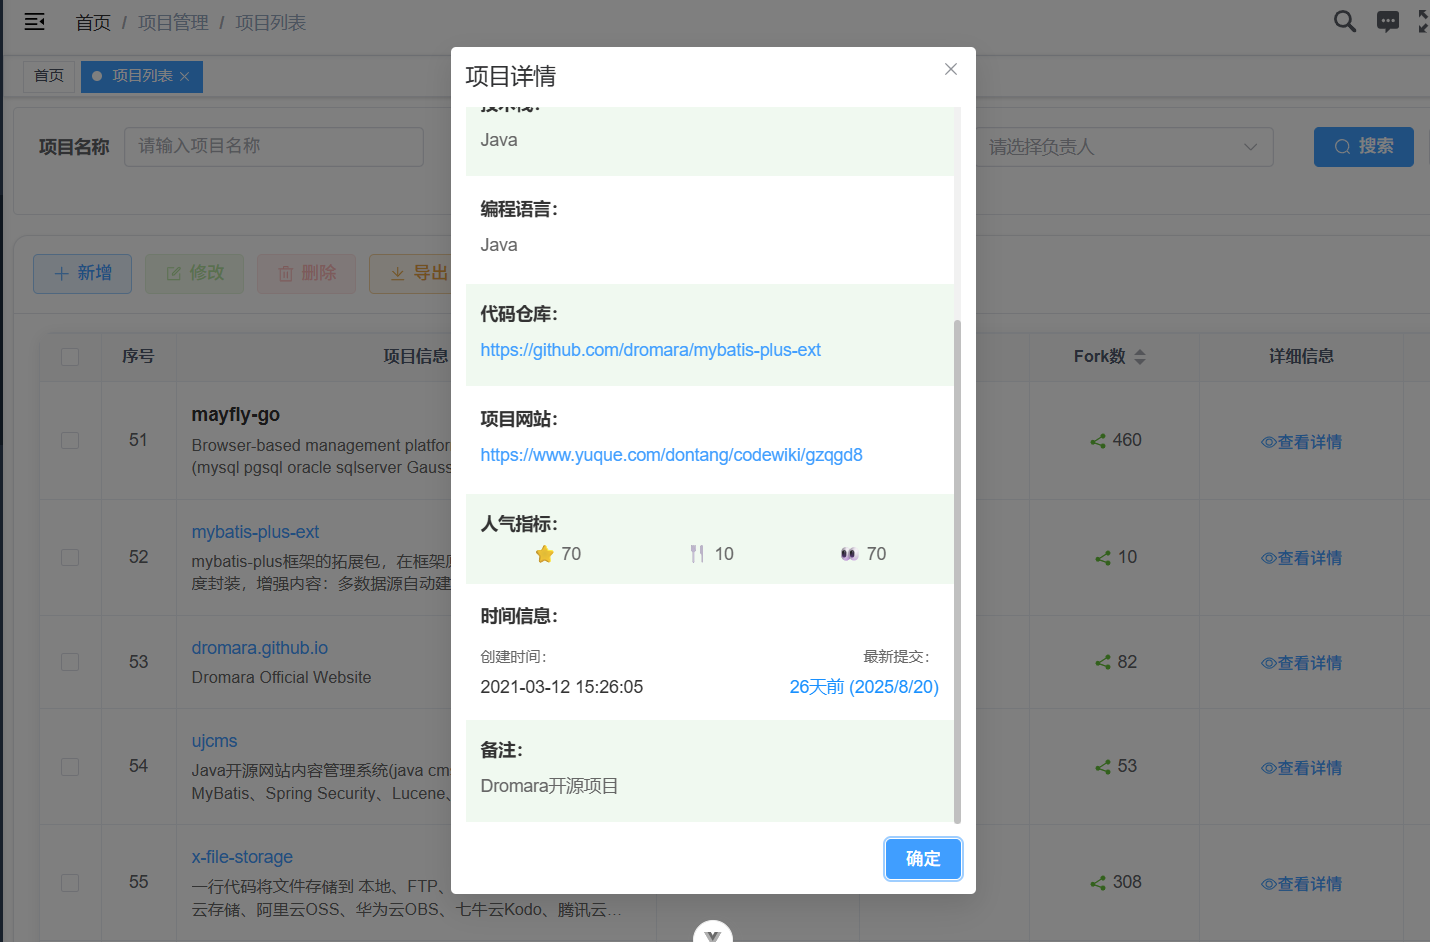 首页 / 项目管理 / 项目列表
首页
项目列表
项目名称
请输入项目名称
请选择负责人
搜索
新增
修改
删除
导出
序号
项目信息
Fork数
详细信息
51
mayfly-go
Browser-based management platfor
(mysql pgsql oracle sqlserver Gauss
460
查看详情
52
mybatis-plus-ext
mybatis-plus框架的拓展包，在框架
度封装，增强内容：多数据源自动建
10
查看详情
53
dromara.github.io
Dromara Official Website
82
查看详情
54
ujcms
Java开源网站内容管理系统(java cm
MyBatis、Spring Security、Lucene、
53
查看详情
55
x-file-storage
一行代码将文件存储到 本地、FTP、
云存储、阿里云OSS、华为云OBS、七牛云Kodo、腾讯云…
308
查看详情
项目详情
技术栈：
Java
编程语言：
Java
代码仓库：
https://github.com/dromara/mybatis-plus-ext
项目网站：
https://www.yuque.com/dontang/codewiki/gzqgd8
人气指标：
70
10
70
时间信息：
创建时间：
最新提交：
2021-03-12 15:26:05
26天前 (2025/8/20)
备注：
Dromara开源项目
确定